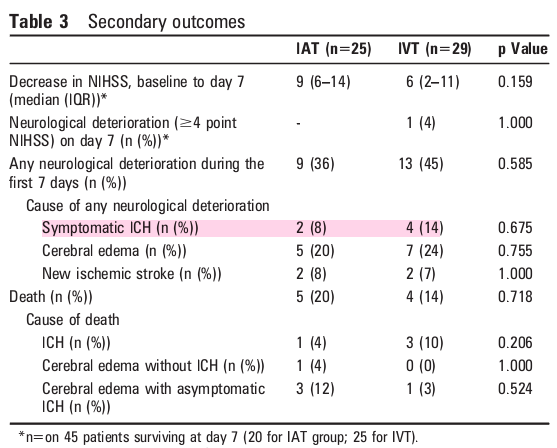 Table 3 Secondary outcomes
IAT (n=25) IVT (n=29) p Value
Decrease in NIHSS, baseline to day 7 9 (6–14) 6 (2–11) 0.159
(median (IQR))*
Neurological deterioration (≥4 point - 1 (4) 1.000
NIHSS) on day 7 (n (%))*
Any neurological deterioration during the 9 (36) 13 (45) 0.585
first 7 days (n (%))
Cause of any neurological deterioration
Symptomatic ICH (n (%)) 2 (8) 4 (14) 0.675
Cerebral edema (n (%)) 5 (20) 7 (24) 0.755
New ischemic stroke (n (%)) 2 (8) 2 (7) 1.000
Death (n (%)) 5 (20) 4 (14) 0.718
Cause of death
ICH (n (%)) 1 (4) 3 (10) 0.206
Cerebral edema without ICH (n (%)) 1 (4) 0 (0) 1.000
Cerebral edema with asymptomatic 3 (12) 1 (3) 0.524
ICH (n (%))
*n=on 45 patients surviving at day 7 (20 for IAT group; 25 for IVT).